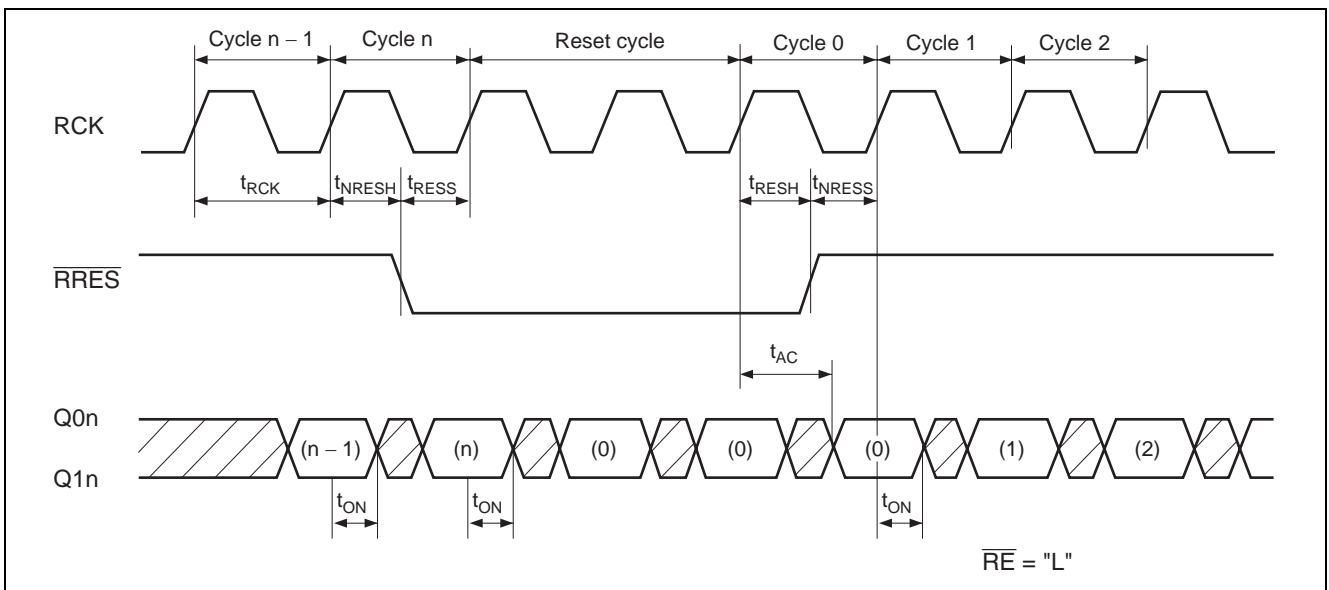 Cycle n – 1 Cycle n Reset cycle Cycle 0 Cycle 1 Cycle 2
RCK
tRCK tNRESH tRESS tRESH tNRESS
RRES
tAC
Q0n
(n – 1) (n) (0) (0) (0) (1) (2)
Q1n
tON tON tON
RE = "L"